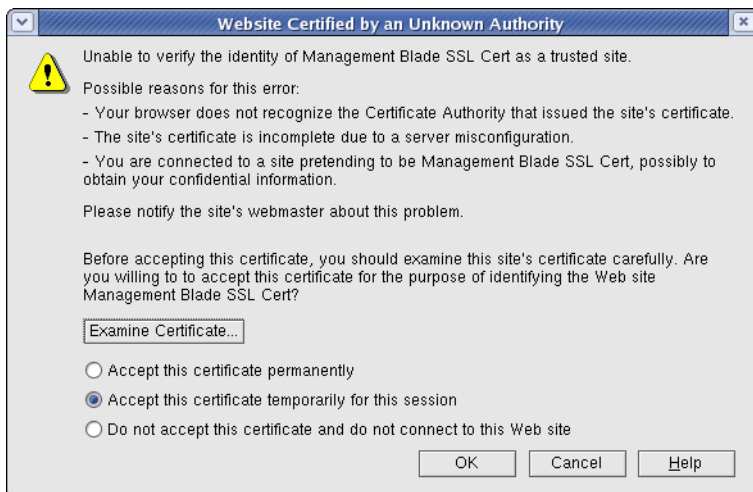 Website Certified by an Unknown Authority
Unable to verify the identity of Management Blade SSL Cert as a trusted site.
Possible reasons for this error:
- Your browser does not recognize the Certificate Authority that issued the site's certificate.
- The site's certificate is incomplete due to a server misconfiguration.
- You are connected to a site pretending to be Management Blade SSL Cert, possibly to
obtain your confidential information.
Please notify the site's webmaster about this problem.
Before accepting this certificate, you should examine this site's certificate carefully. Are
you willing to to accept this certificate for the purpose of identifying the Web site
Management Blade SSL Cert?
Examine Certificate...
Accept this certificate permanently
Accept this certificate temporarily for this session
Do not accept this certificate and do not connect to this Web site
OK Cancel Help